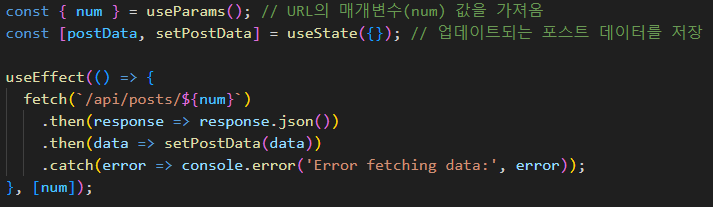 const { num } = useParams(); // URL의 매개변수(num) 값을 가져옴
const [postData, setPostData] = useState({}); // 업데이트되는 포스트 데이터를 저장
useEffect(() => {
  fetch(`/api/posts/${num}`)
    .then(response => response.json())
    .then(data => setPostData(data))
    .catch(error => console.error('Error fetching data:', error));
}, [num]);